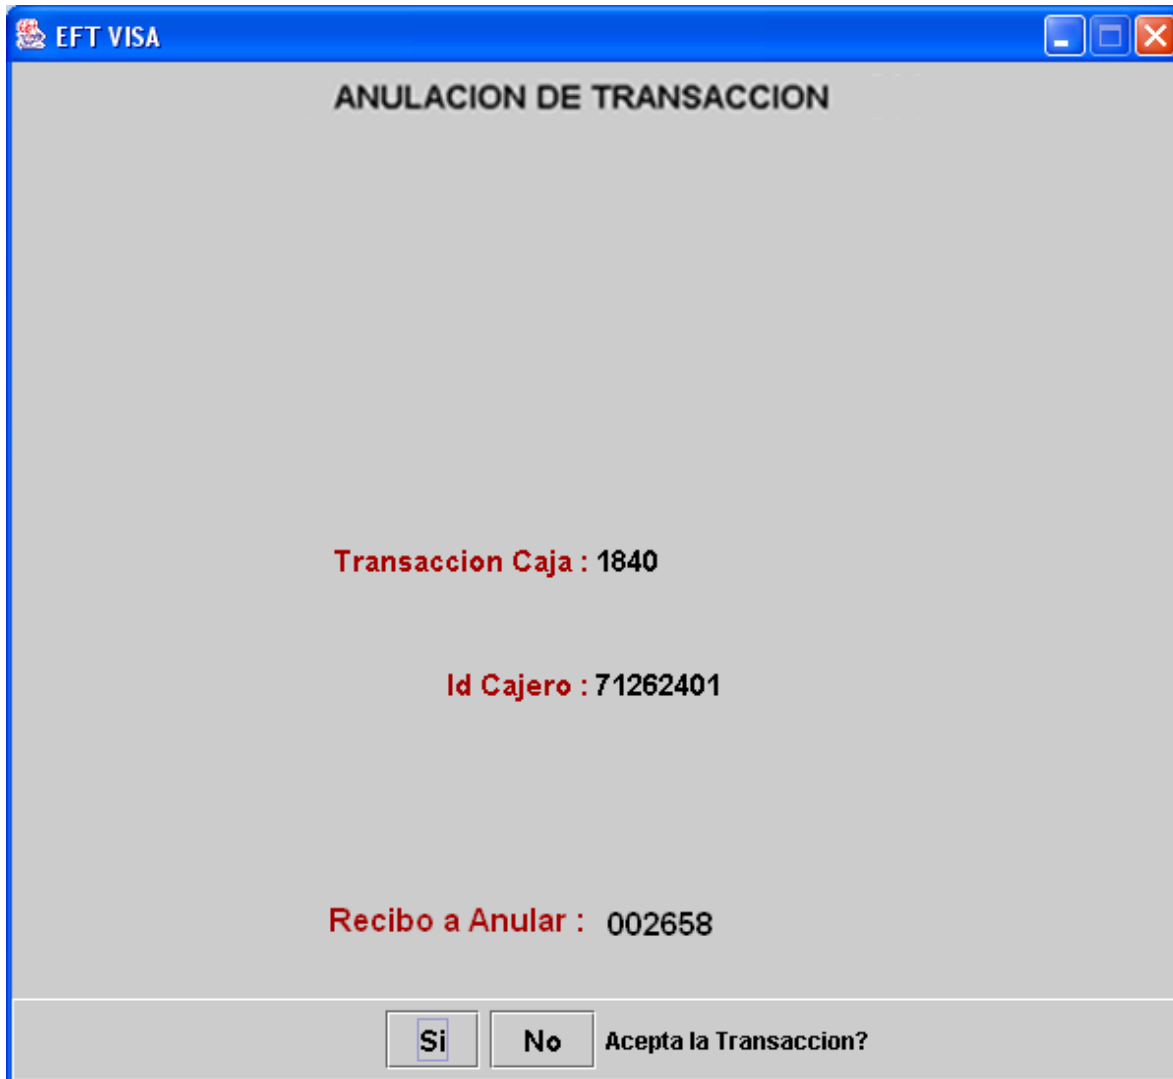 EFT VISA
ANULACION DE TRANSACCION
Transaccion Caja : 1840
Id Cajero : 71262401
Recibo a Anular : 002658
Si No Acepta la Transaccion?